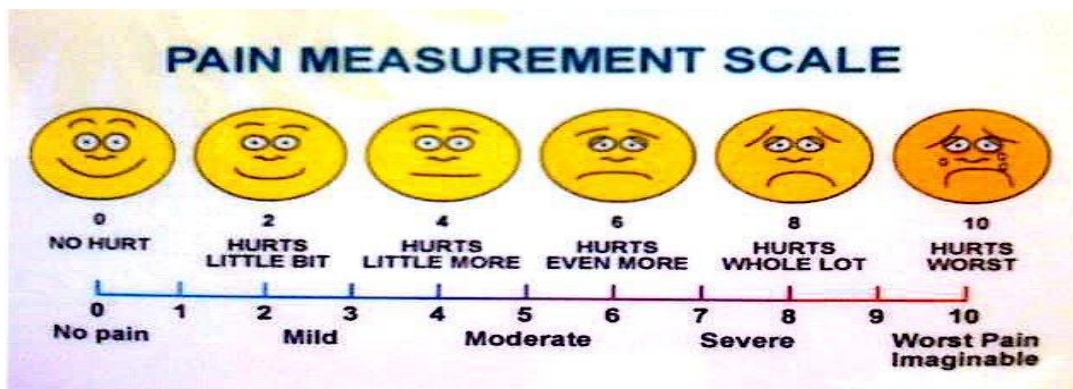 PAIN MEASUREMENT SCALE
0 2 4 6 8 10
NO HURT HURTS HURTS HURTS HURTS HURTS
LITTLE BIT LITTLE MORE EVEN MORE WHOLE LOT WORST
0 1 2 3 4 5 6 7 8 9 10
No pain Mild Moderate Severe Worst Pain
Imaginable